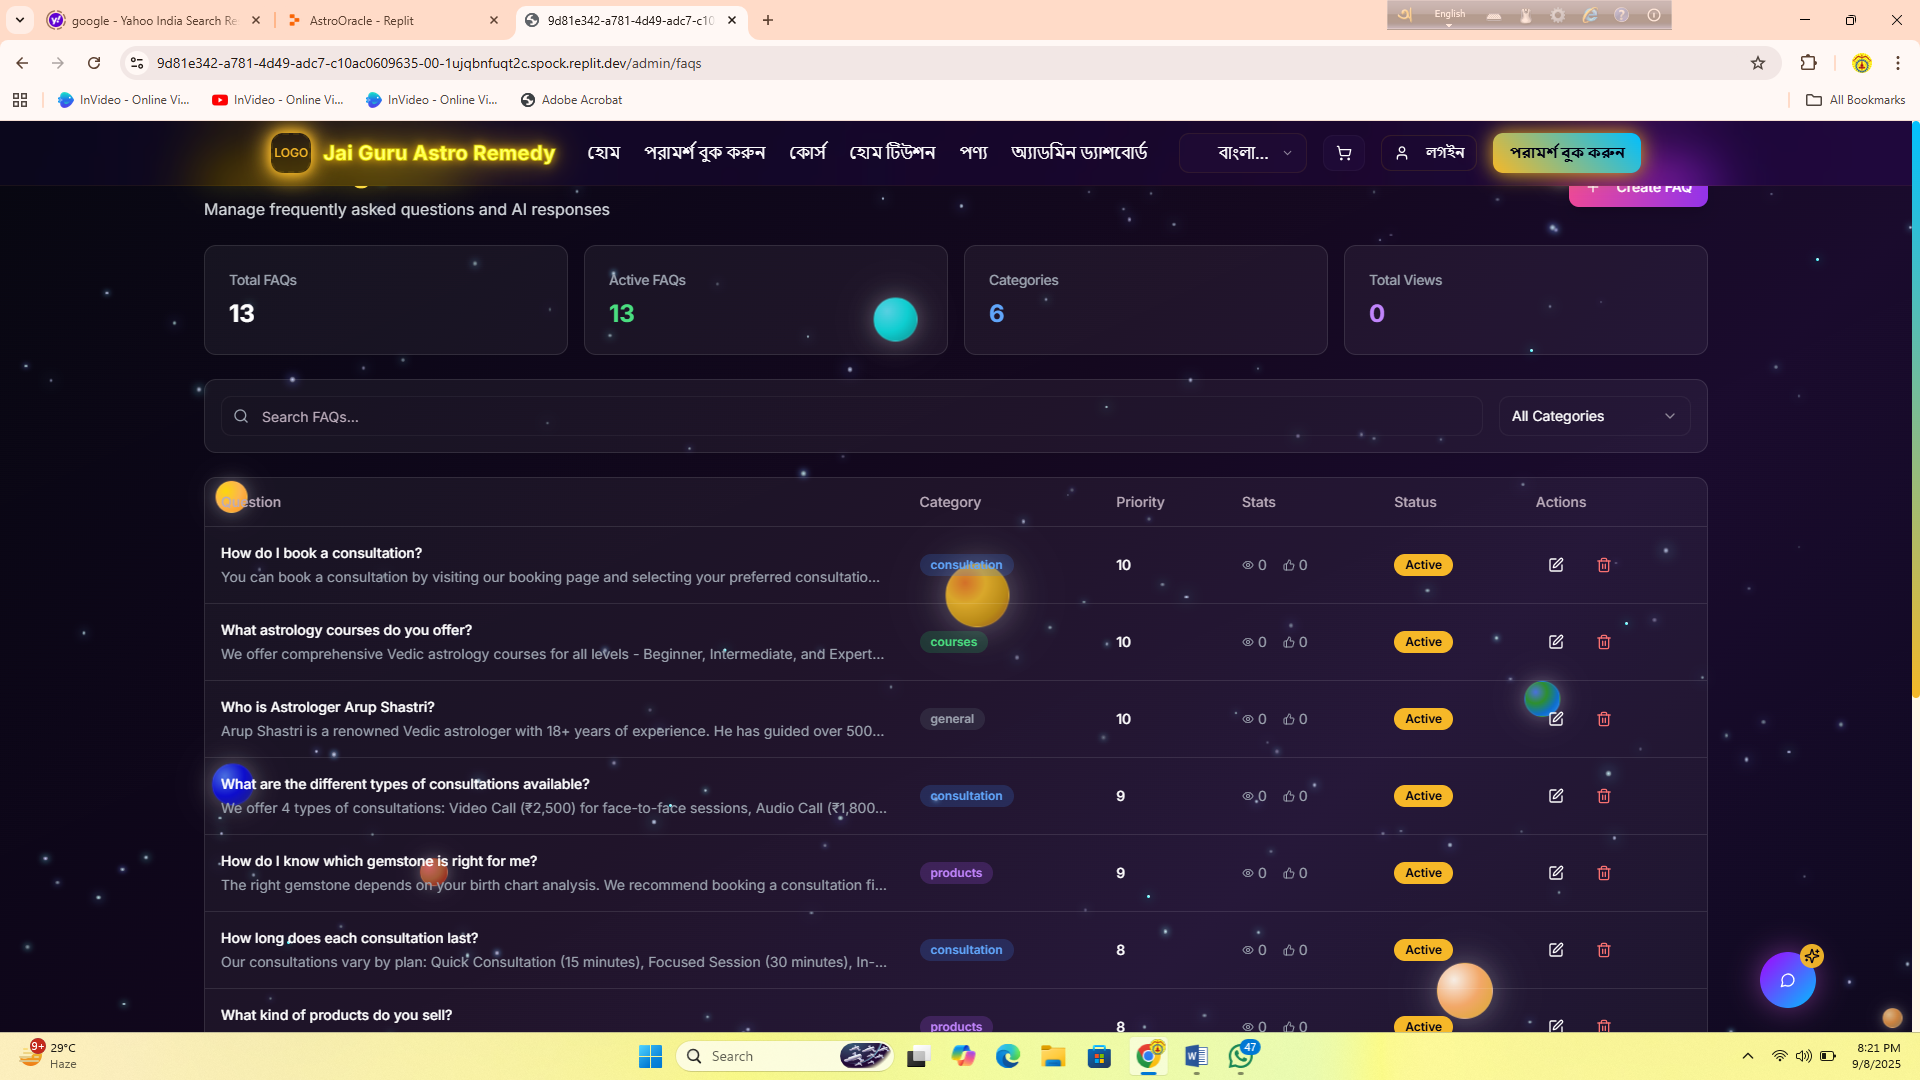 google - Yahoo India Search Re
AstroOracle - Replit
9d81e342-a781-4d49-adc7-c10
English
9d81e342-a781-4d49-adc7-c10ac0609635-00-1ujqbnfuqt2c.spock.replit.dev/admin/faqs
InVideo - Online Vi...
InVideo - Online Vi...
InVideo - Online Vi...
Adobe Acrobat
All Bookmarks
LOGO
Jai Guru Astro Remedy
হোম
পরামর্শ বুক করুন
কোর্স
হোম টিউশন
পণ্য
অ্যাডমিন ড্যাশবোর্ড
বাংলা...
লগইন
পরামর্শ বুক করুন
Create FAQ
Manage frequently asked questions and AI responses
Total FAQs
13
Active FAQs
13
Categories
6
Total Views
0
Search FAQs...
All Categories
Question Category Priority Stats Status Actions
How do I book a consultation?
You can book a consultation by visiting our booking page and selecting your preferred consultatio...
consultation 10 0 0 Active
What astrology courses do you offer?
We offer comprehensive Vedic astrology courses for all levels - Beginner, Intermediate, and Expert...
courses 10 0 0 Active
Who is Astrologer Arup Shastri?
Arup Shastri is a renowned Vedic astrologer with 18+ years of experience. He has guided over 500...
general 10 0 0 Active
What are the different types of consultations available?
We offer 4 types of consultations: Video Call (₹2,500) for face-to-face sessions, Audio Call (₹1,800...
consultation 9 0 0 Active
How do I know which gemstone is right for me?
The right gemstone depends on your birth chart analysis. We recommend booking a consultation fi...
products 9 0 0 Active
How long does each consultation last?
Our consultations vary by plan: Quick Consultation (15 minutes), Focused Session (30 minutes), In-...
consultation 8 0 0 Active
What kind of products do you sell?
products 8 0 0 Active
9+
29°C
Haze
Search
47
8:21 PM
9/8/2025